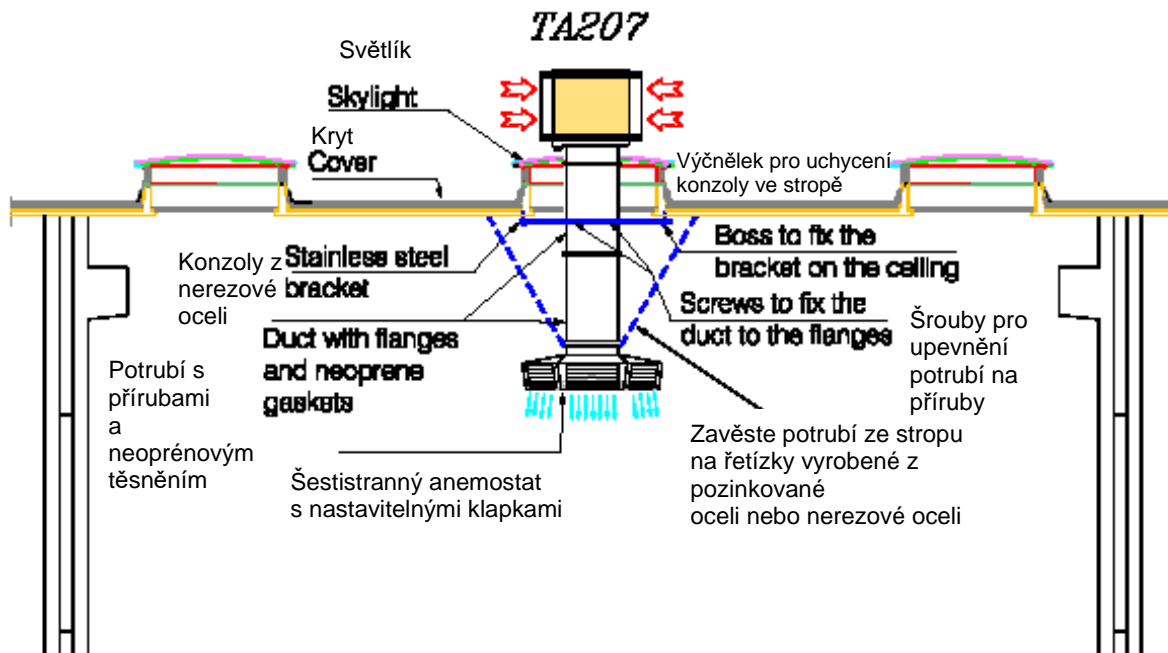 TA207
Světlík
Skylight
Kryt
Cover
Výčnělek pro uchycení
konzoly ve stropě
Konzoly z
nerezové
oceli
Stainless steel
bracket
Boss to fix the
bracket on the ceiling
Duct with flanges
and neoprene
gaskets
Screws to fix the
duct to the flanges
Šrouby pro
upevnění
potrubí na
příruby
Potrubí s
přírubami
a
neoprénovým
těsněním
Šestistranný anemostat
s nastavitelnými klapkami
Zavěste potrubí ze stropu
na řetízky vyrobené z
pozinkované
oceli nebo nerezové oceli